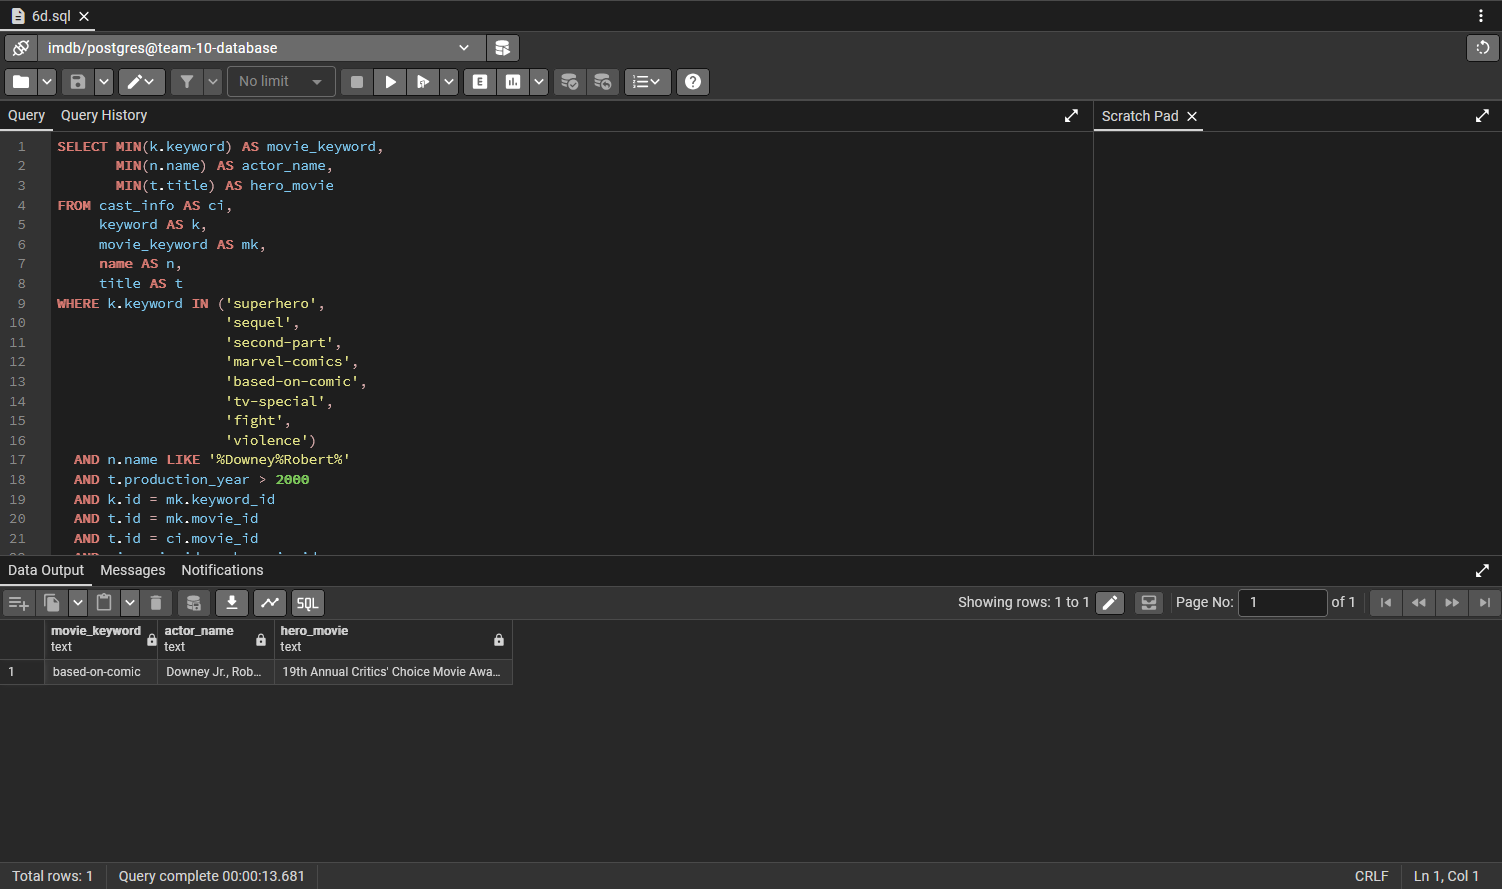 6d.sql
imdb/postgres@team-10-database
No limit
E
Query Query History
Scratch Pad
1 SELECT MIN(k.keyword) AS movie_keyword,
2 MIN(n.name) AS actor_name,
3 MIN(t.title) AS hero_movie
4 FROM cast_info AS ci,
5 keyword AS k,
6 movie_keyword AS mk,
7 name AS n,
8 title AS t
9 WHERE k.keyword IN ('superhero',
10 'sequel',
11 'second-part',
12 'marvel-comics',
13 'based-on-comic',
14 'tv-special',
15 'fight',
16 'violence')
17 AND n.name LIKE '%Downey%Robert%'
18 AND t.production_year > 2000
19 AND k.id = mk.keyword_id
20 AND t.id = mk.movie_id
21 AND t.id = ci.movie_id
Data Output Messages Notifications
SQL
Showing rows: 1 to 1
Page No: 1 of 1
movie_keyword actor_name hero_movie
text text text
1 based-on-comic Downey Jr., Rob... 19th Annual Critics' Choice Movie Awa...
Total rows: 1 Query complete 00:00:13.681 CRLF Ln 1, Col 1